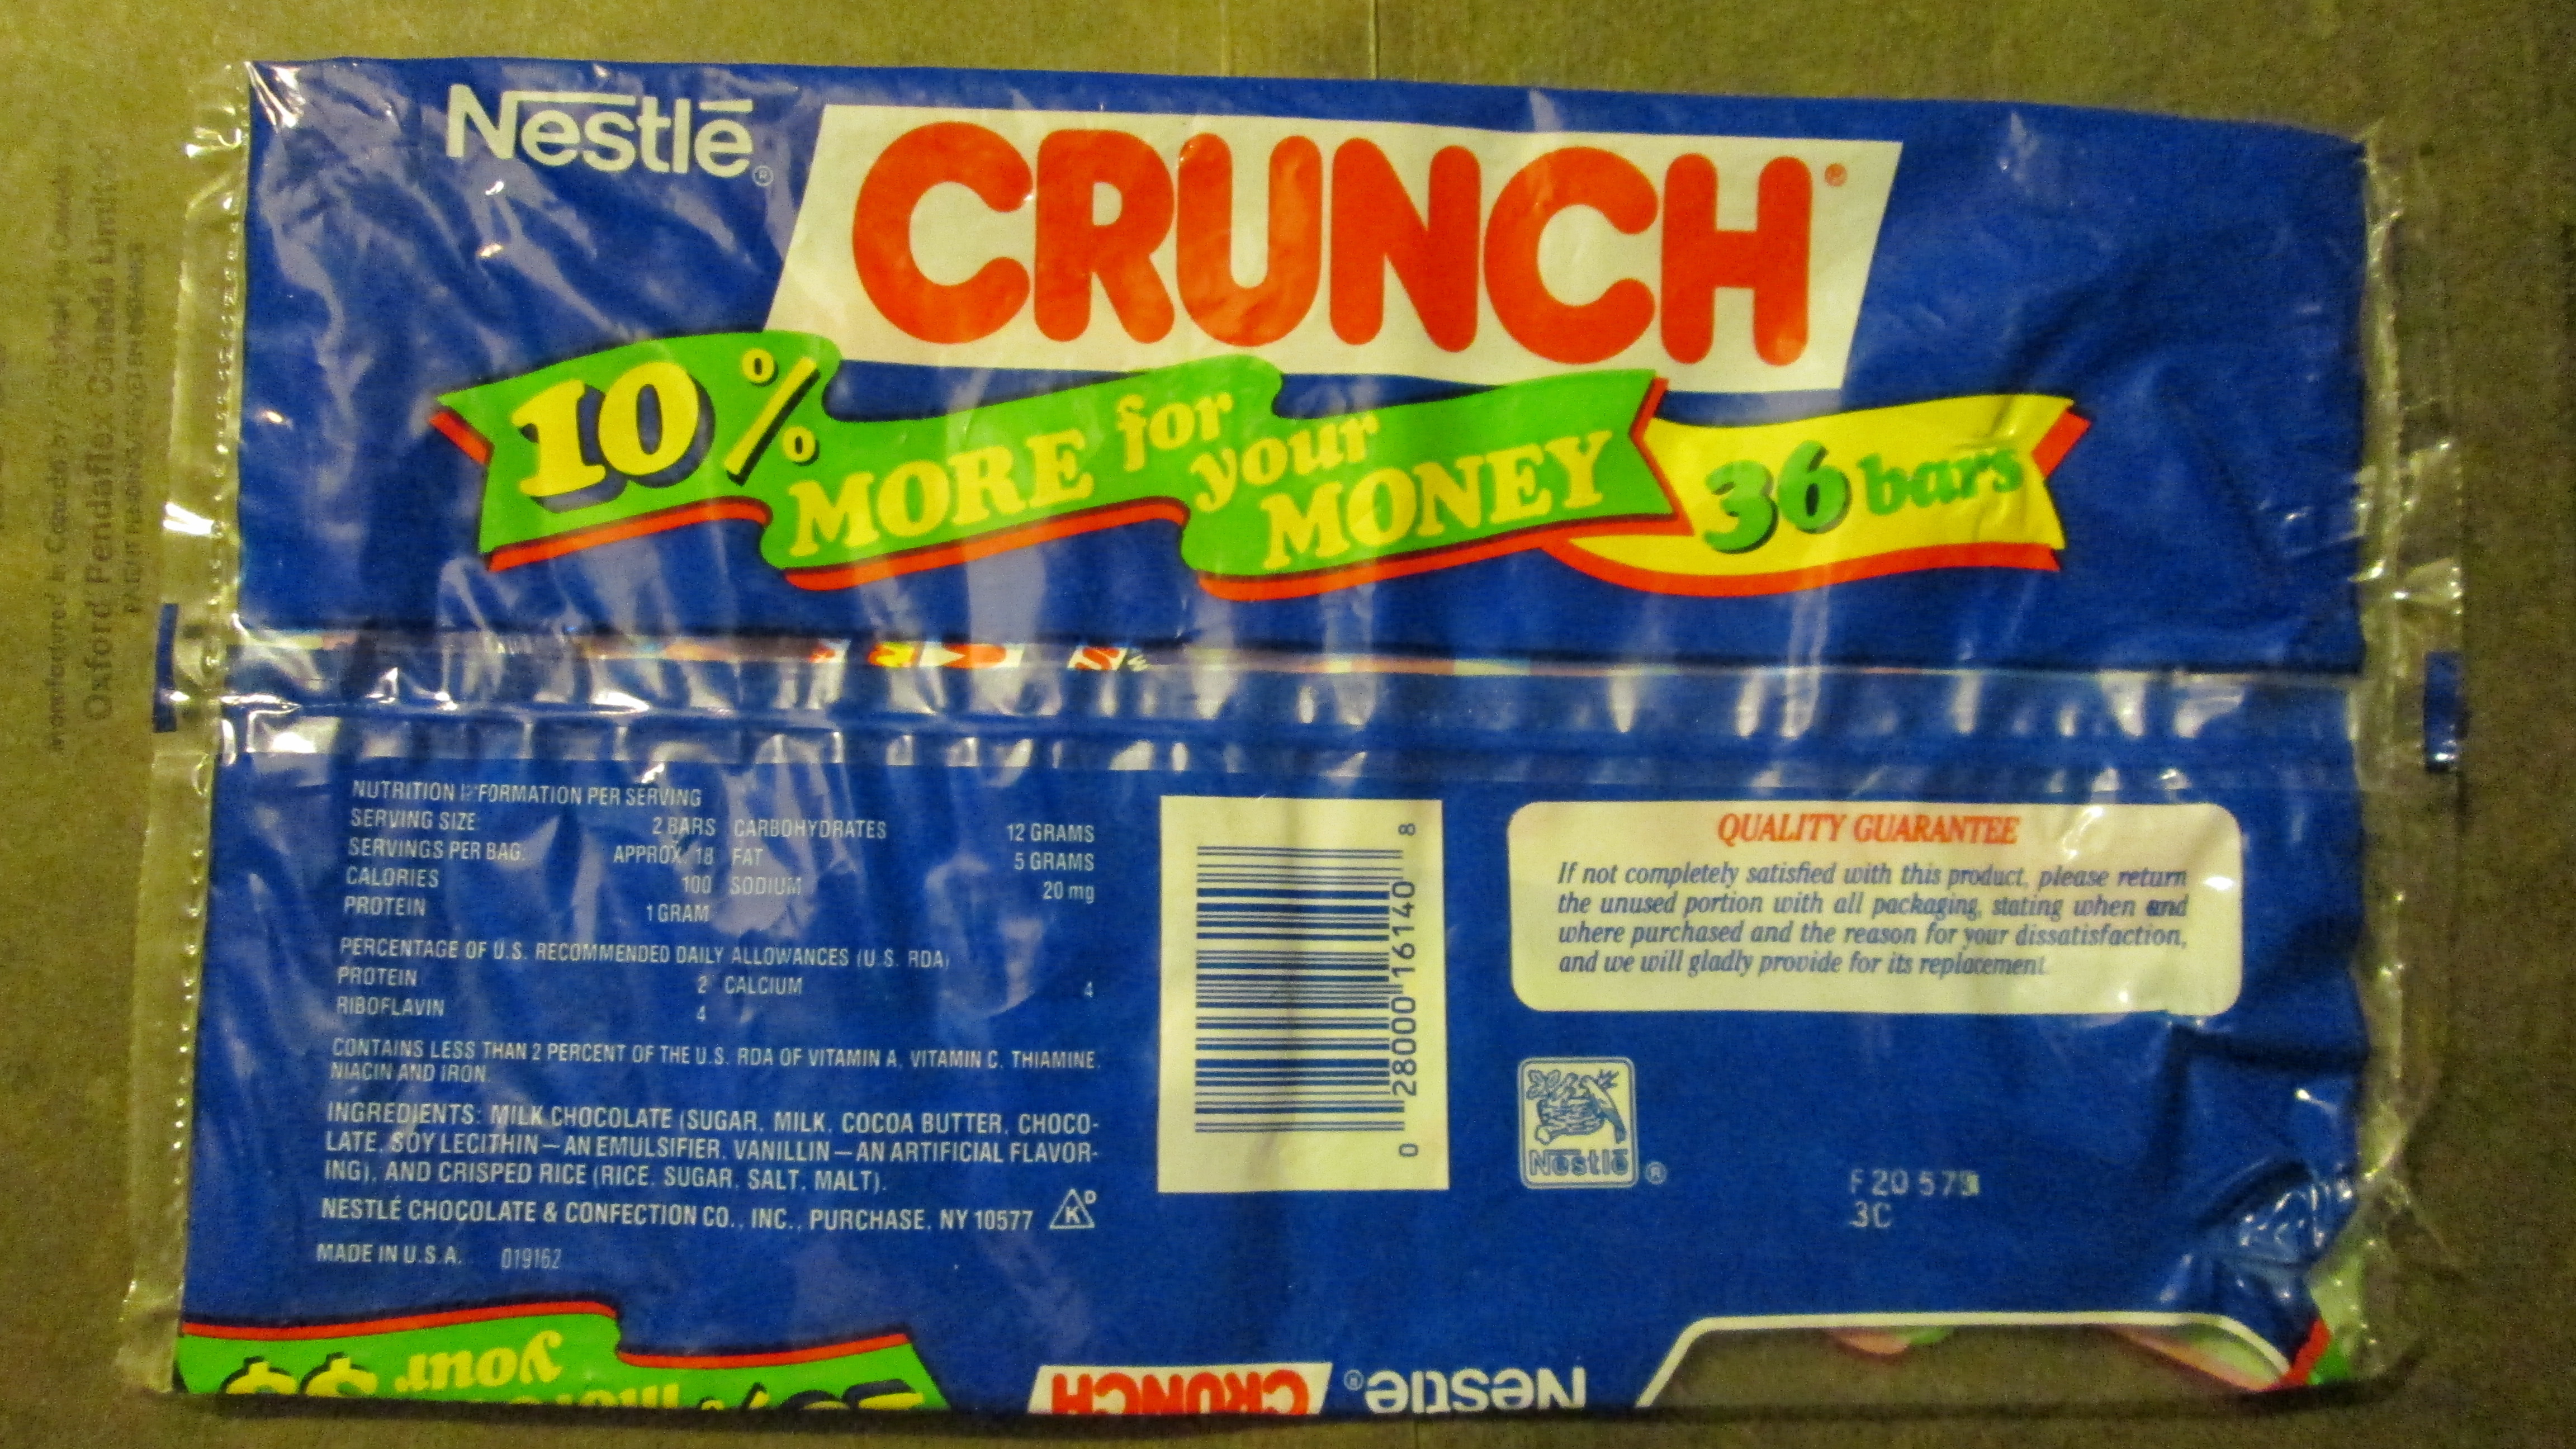 Nestlé®
CRUNCH®
10% MORE for your MONEY 36 bars
NUTRITION INFORMATION PER SERVING
SERVING SIZE 2 BARS CARBOHYDRATES 12 GRAMS
SERVINGS PER BAG. APPROX. 18 FAT 5 GRAMS
CALORIES 100 SODIUM 20 mg
PROTEIN 1 GRAM
PERCENTAGE OF U.S. RECOMMENDED DAILY ALLOWANCES (U.S. RDA)
PROTEIN 2 CALCIUM 4
RIBOFLAVIN 4
CONTAINS LESS THAN 2 PERCENT OF THE U.S. RDA OF VITAMIN A, VITAMIN C, THIAMINE,
NIACIN AND IRON.
INGREDIENTS: MILK CHOCOLATE (SUGAR, MILK, COCOA BUTTER, CHOCO-
LATE, SOY LECITHIN—AN EMULSIFIER, VANILLIN—AN ARTIFICIAL FLAVOR-
ING), AND CRISPED RICE (RICE, SUGAR, SALT, MALT).
NESTLÉ CHOCOLATE & CONFECTION CO., INC., PURCHASE, NY 10577 K D
MADE IN U.S.A. 019162
0 28000 16140 8
QUALITY GUARANTEE
If not completely satisfied with this product, please return
the unused portion with all packaging, stating when and
where purchased and the reason for your dissatisfaction,
and we will gladly provide for its replacement.
Nestlé®
F 20 573
3C
your
$$
CRUNCH
Nestlé®
Oxford Pendaflex Canada Limited